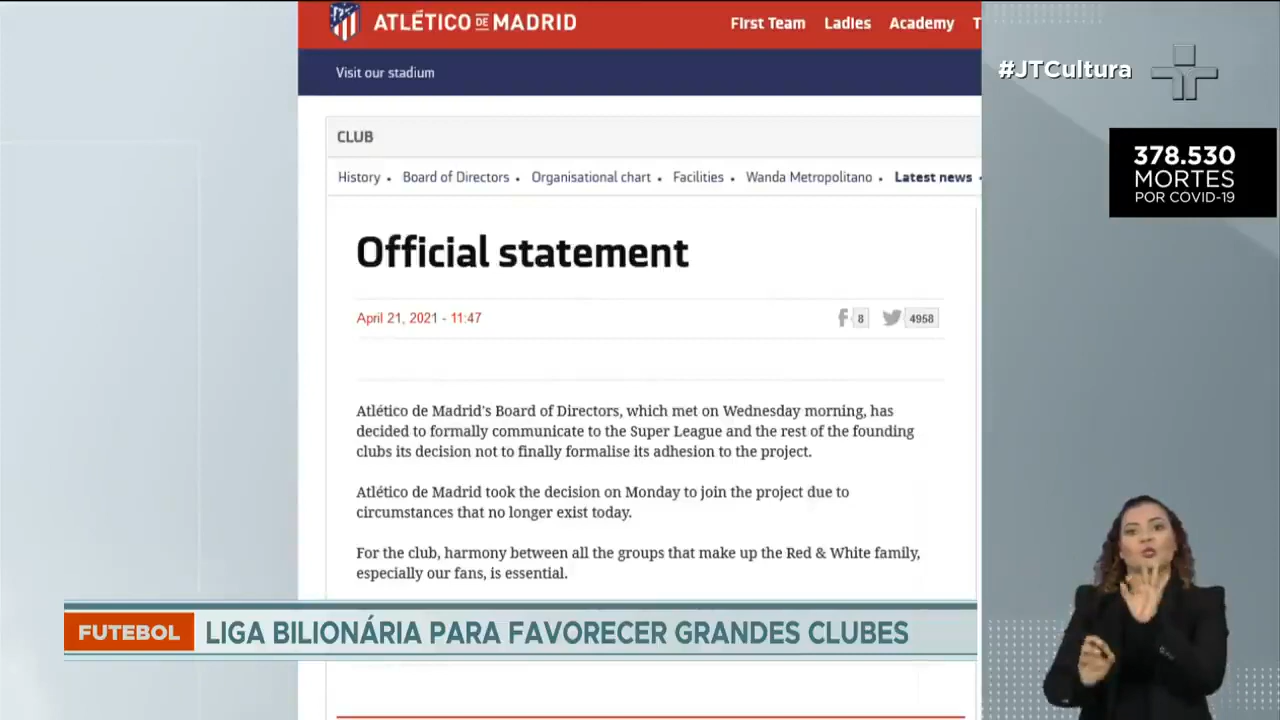 ATLÉTICO DE MADRID
First Team Ladies Academy T
Visit our stadium
#JTCultura
378.530
MORTES
POR COVID-19
CLUB
History • Board of Directors • Organisational chart • Facilities • Wanda Metropolitano • Latest news •
Official statement
April 21, 2021 - 11:47
8 4958
Atlético de Madrid's Board of Directors, which met on Wednesday morning, has
decided to formally communicate to the Super League and the rest of the founding
clubs its decision not to finally formalise its adhesion to the project.
Atlético de Madrid took the decision on Monday to join the project due to
circumstances that no longer exist today.
For the club, harmony between all the groups that make up the Red & White family,
especially our fans, is essential.
FUTEBOL LIGA BILIONÁRIA PARA FAVORECER GRANDES CLUBES